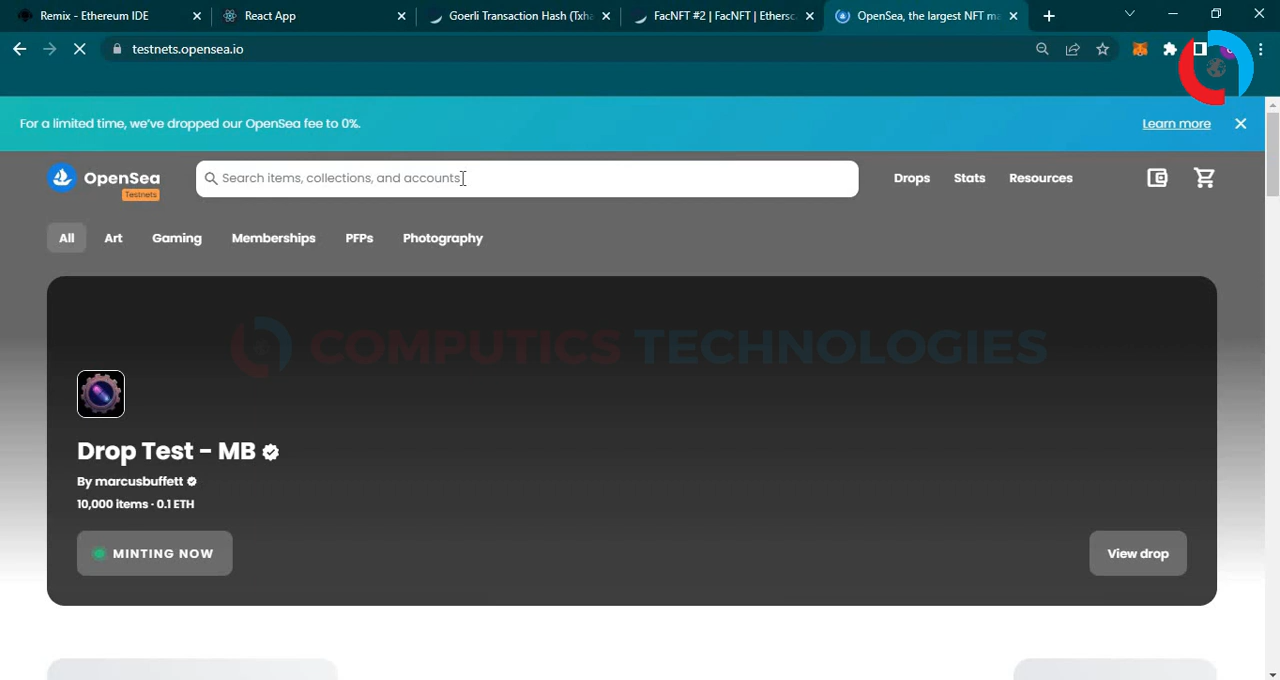 Remix - Ethereum IDE
React App
Goerli Transaction Hash (Txha
FacNFT #2 | FacNFT | Ethersc
OpenSea, the largest NFT ma
testnets.opensea.io
For a limited time, we've dropped our OpenSea fee to 0%.
Learn more
OpenSea
Testnets
Search items, collections, and accounts
Drops
Stats
Resources
All
Art
Gaming
Memberships
PFPs
Photography
COMPUTICS TECHNOLOGIES
Drop Test - MB
By marcusbuffett
10,000 items · 0.1 ETH
MINTING NOW
View drop